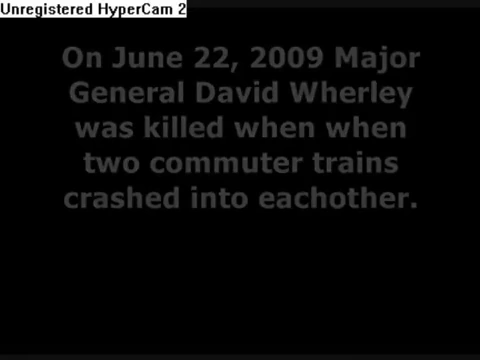 Unregistered HyperCam 2
On June 22, 2009 Major
General David Wherley
was killed when when
two commuter trains
crashed into eachother.